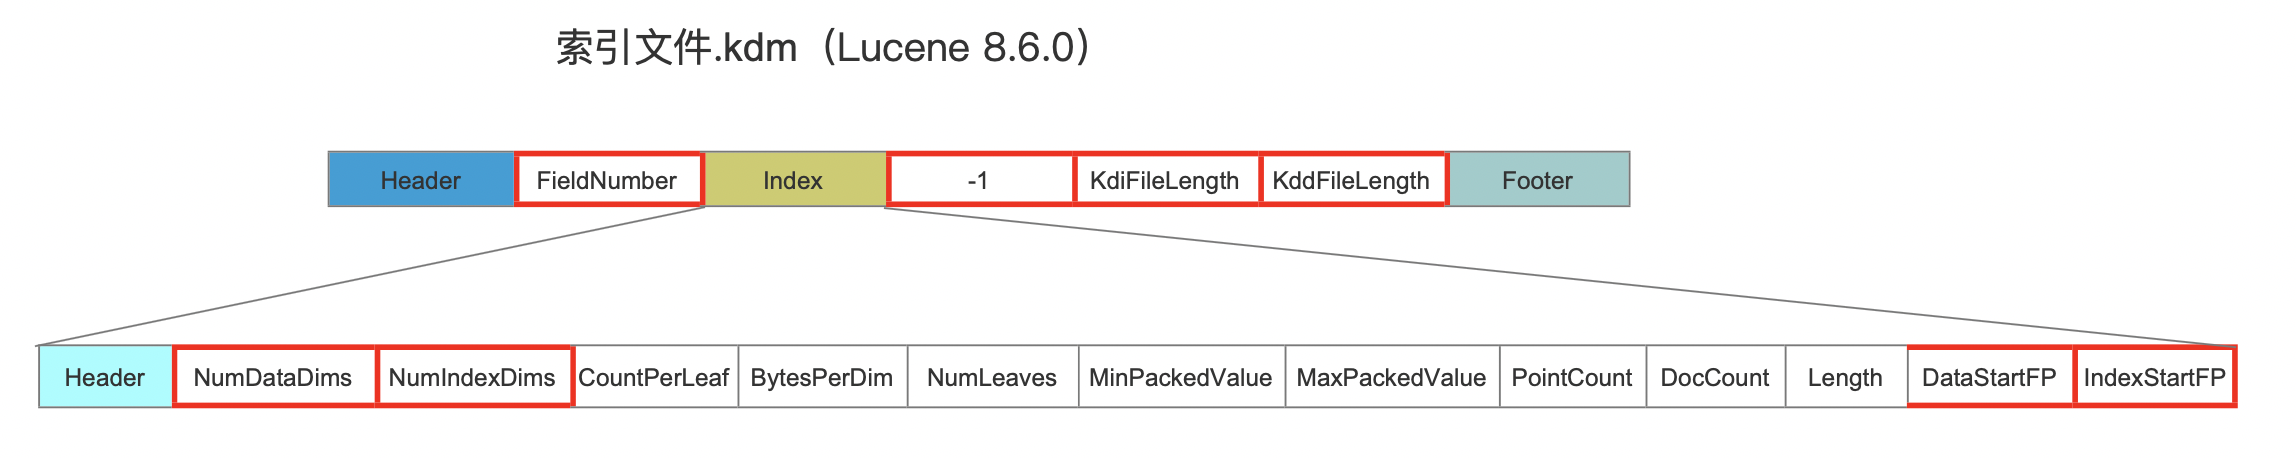 索引文件.kdm（Lucene 8.6.0）
Header FieldNumber Index -1 KdiFileLength KddFileLength Footer
Header NumDataDims NumIndexDims CountPerLeaf BytesPerDim NumLeaves MinPackedValue MaxPackedValue PointCount DocCount Length DataStartFP IndexStartFP